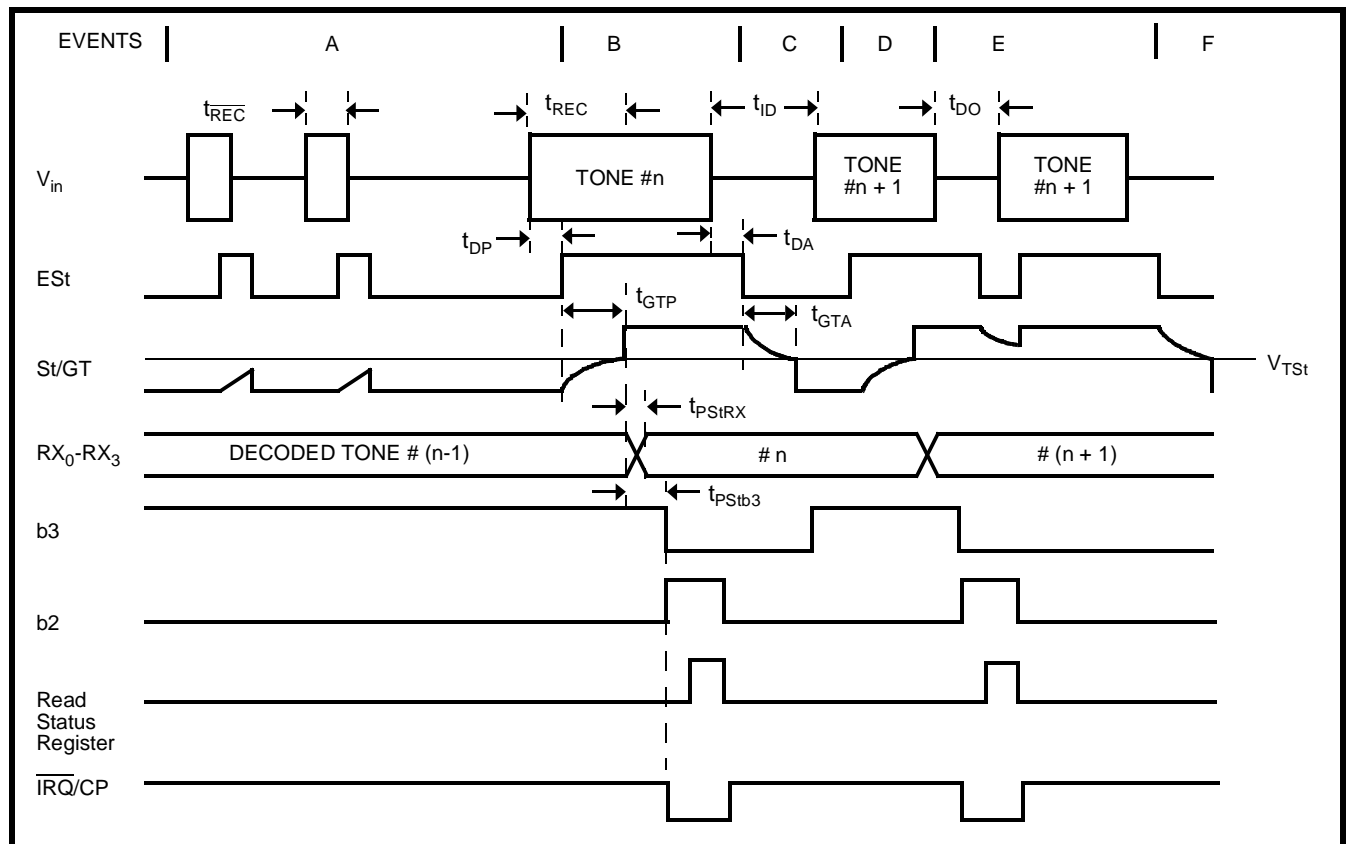 EVENTS A B C D E F
tREC tREC tID tDO
Vin TONE #n TONE #n + 1 TONE #n + 1
tDP tDA
ESt
tGTP tGTA
St/GT VTSt
tPStRX
RX0-RX3 DECODED TONE # (n-1) # n # (n + 1)
tPStb3
b3
b2
Read
Status
Register
IRQ/CP